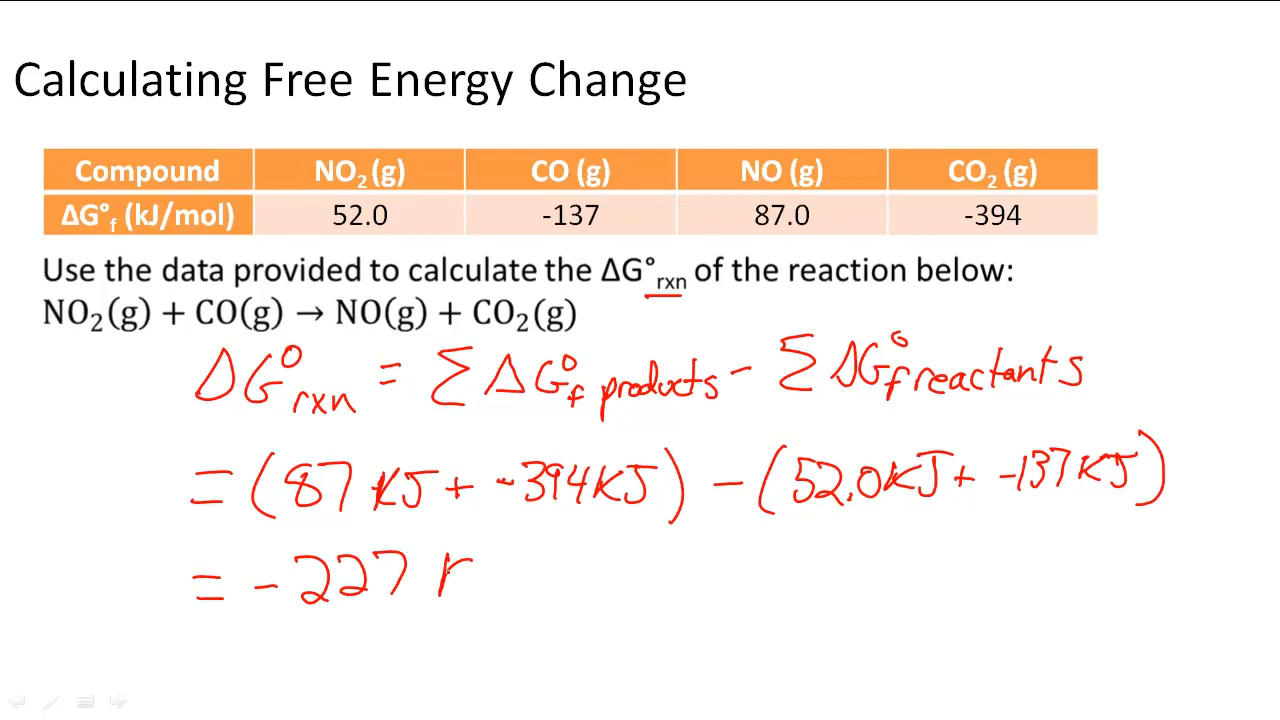 Calculating Free Energy Change
Compound NO₂ (g) CO (g) NO (g) CO₂ (g)
ΔG°f (kJ/mol) 52.0 -137 87.0 -394
Use the data provided to calculate the ΔG°rxn of the reaction below:
NO₂(g) + CO(g) → NO(g) + CO₂(g)
ΔG°rxn = Σ ΔG°f products - Σ ΔG°f reactants
= (87 kJ + -394 kJ) - (52.0 kJ + -137 kJ)
= -227